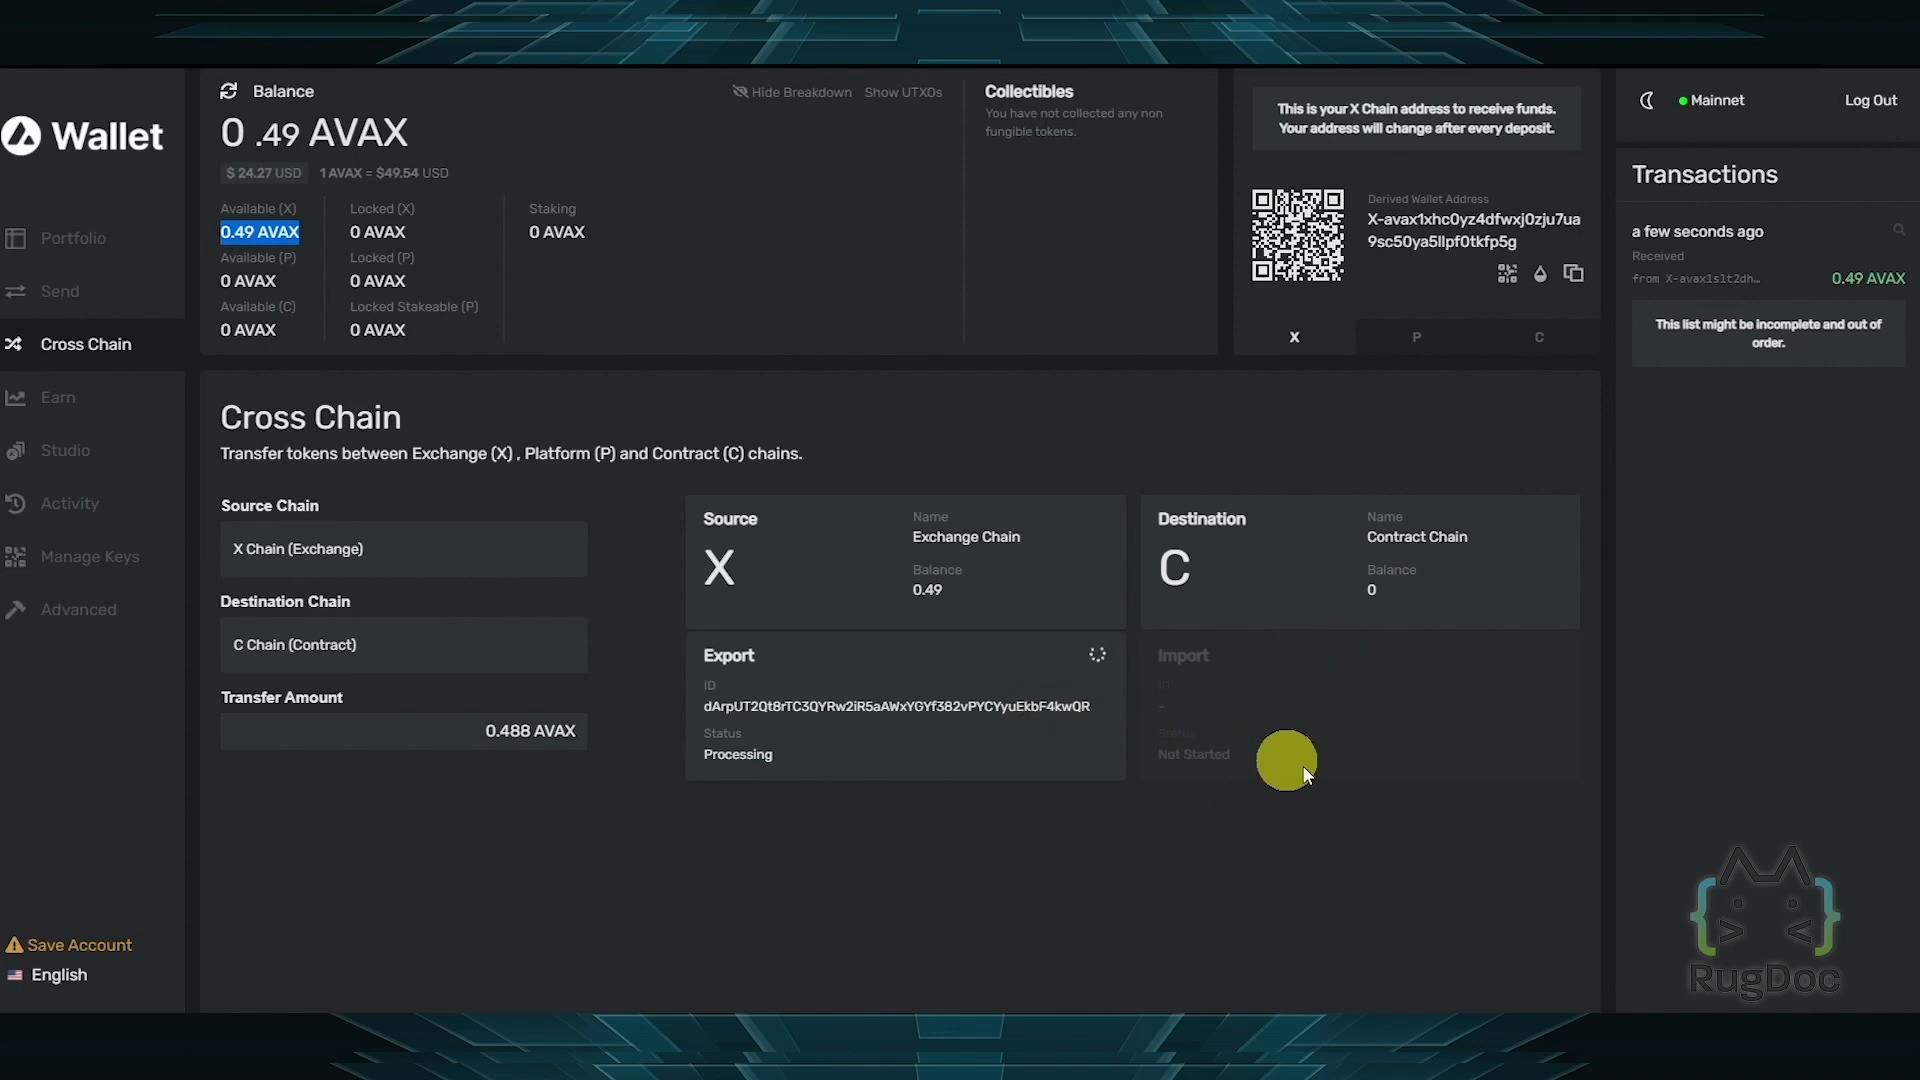 Wallet
Portfolio
Send
Cross Chain
Earn
Studio
Activity
Manage Keys
Advanced
Save Account
English
Balance
Hide Breakdown
Show UTXOs
0 .49 AVAX
$ 24.27 USD
1 AVAX = $49.54 USD
Available (X)
0.49 AVAX
Available (P)
0 AVAX
Available (C)
0 AVAX
Locked (X)
0 AVAX
Locked (P)
0 AVAX
Locked Stakeable (P)
0 AVAX
Staking
0 AVAX
Collectibles
You have not collected any non
fungible tokens.
This is your X Chain address to receive funds.
Your address will change after every deposit.
Derived Wallet Address
X-avax1xhc0yz4dfwxj0zju7ua
9sc50ya5llpf0tkfp5g
X
P
C
Mainnet
Log Out
Transactions
a few seconds ago
Received
from X-avax1slt2dh…
0.49 AVAX
This list might be incomplete and out of
order.
Cross Chain
Transfer tokens between Exchange (X) , Platform (P) and Contract (C) chains.
Source Chain
X Chain (Exchange)
Destination Chain
C Chain (Contract)
Transfer Amount
0.488 AVAX
Source
X
Name
Exchange Chain
Balance
0.49
Destination
C
Name
Contract Chain
Balance
0
Export
ID
dArpUT2Qt8rTC3QYRw2iR5aAWxYGYf382vPYCYyuEkbF4kwQR
Status
Processing
Import
ID
-
Status
Not Started
RugDoc